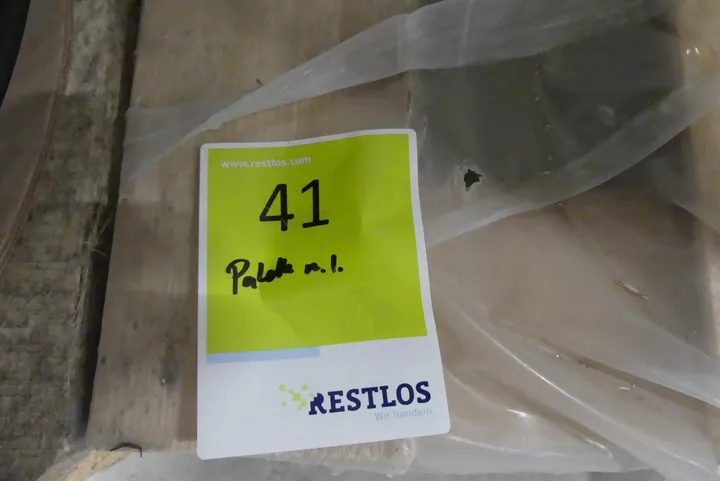 www.restlos.com
41
Palette m. I.
RESTLOS
Wir handeln